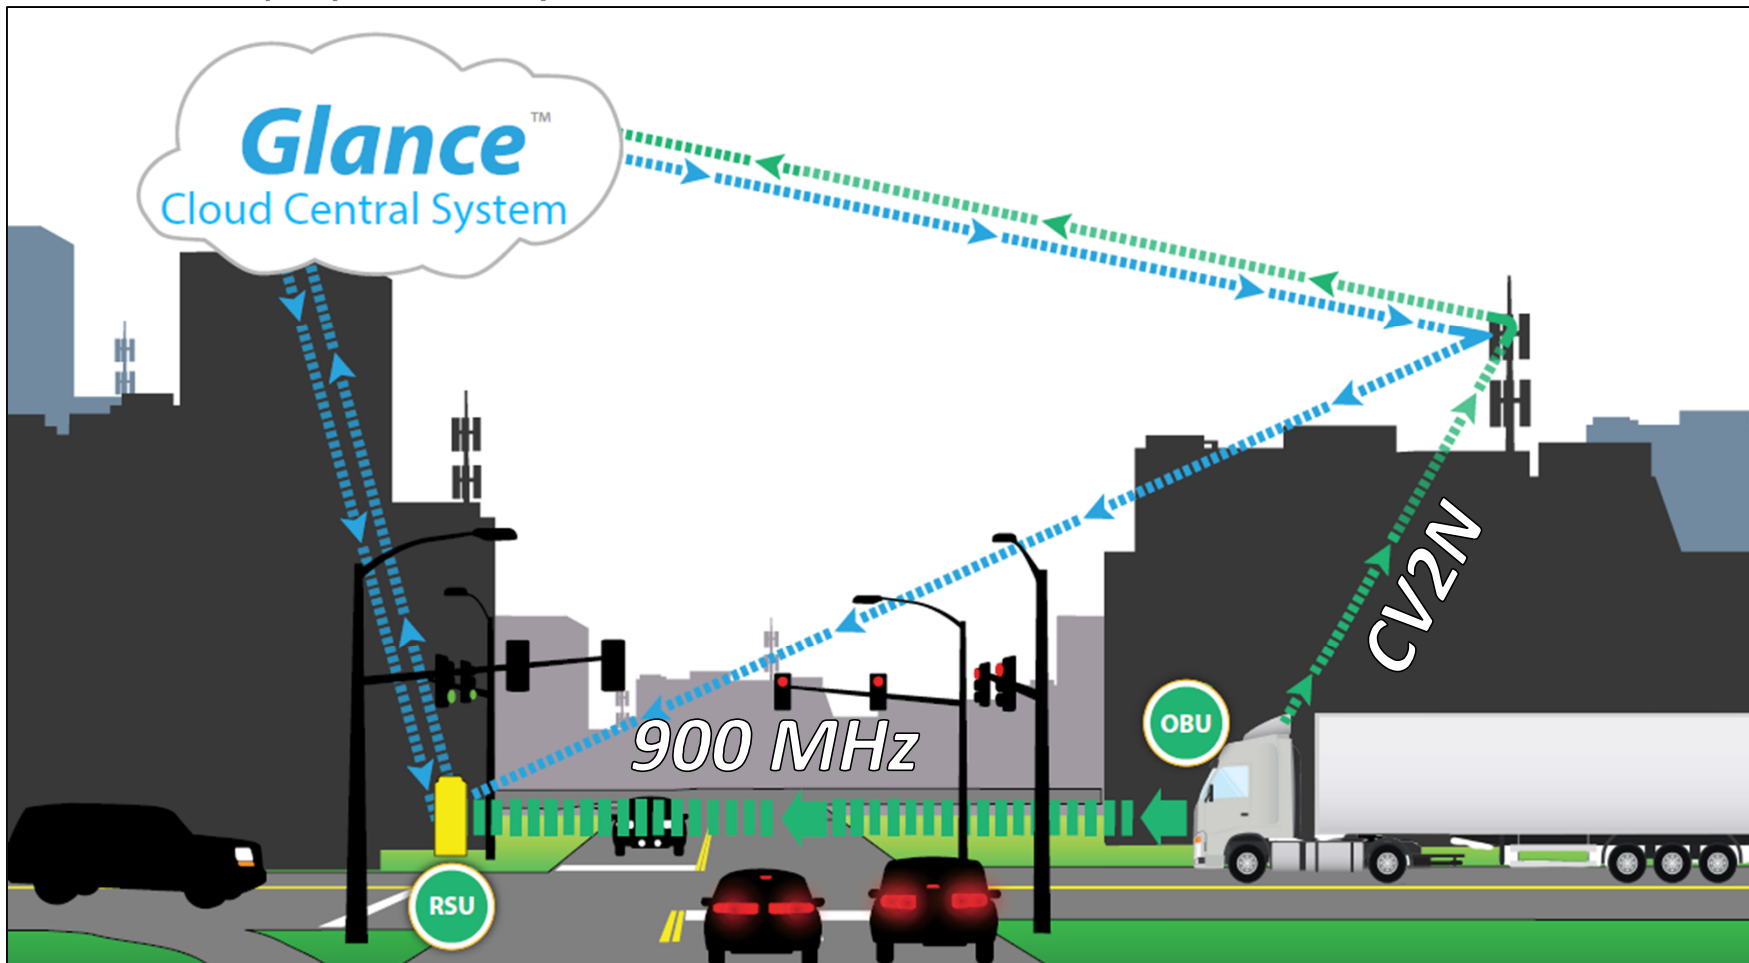 Glance™
Cloud Central System
CV2N
OBU
900 MHz
RSU